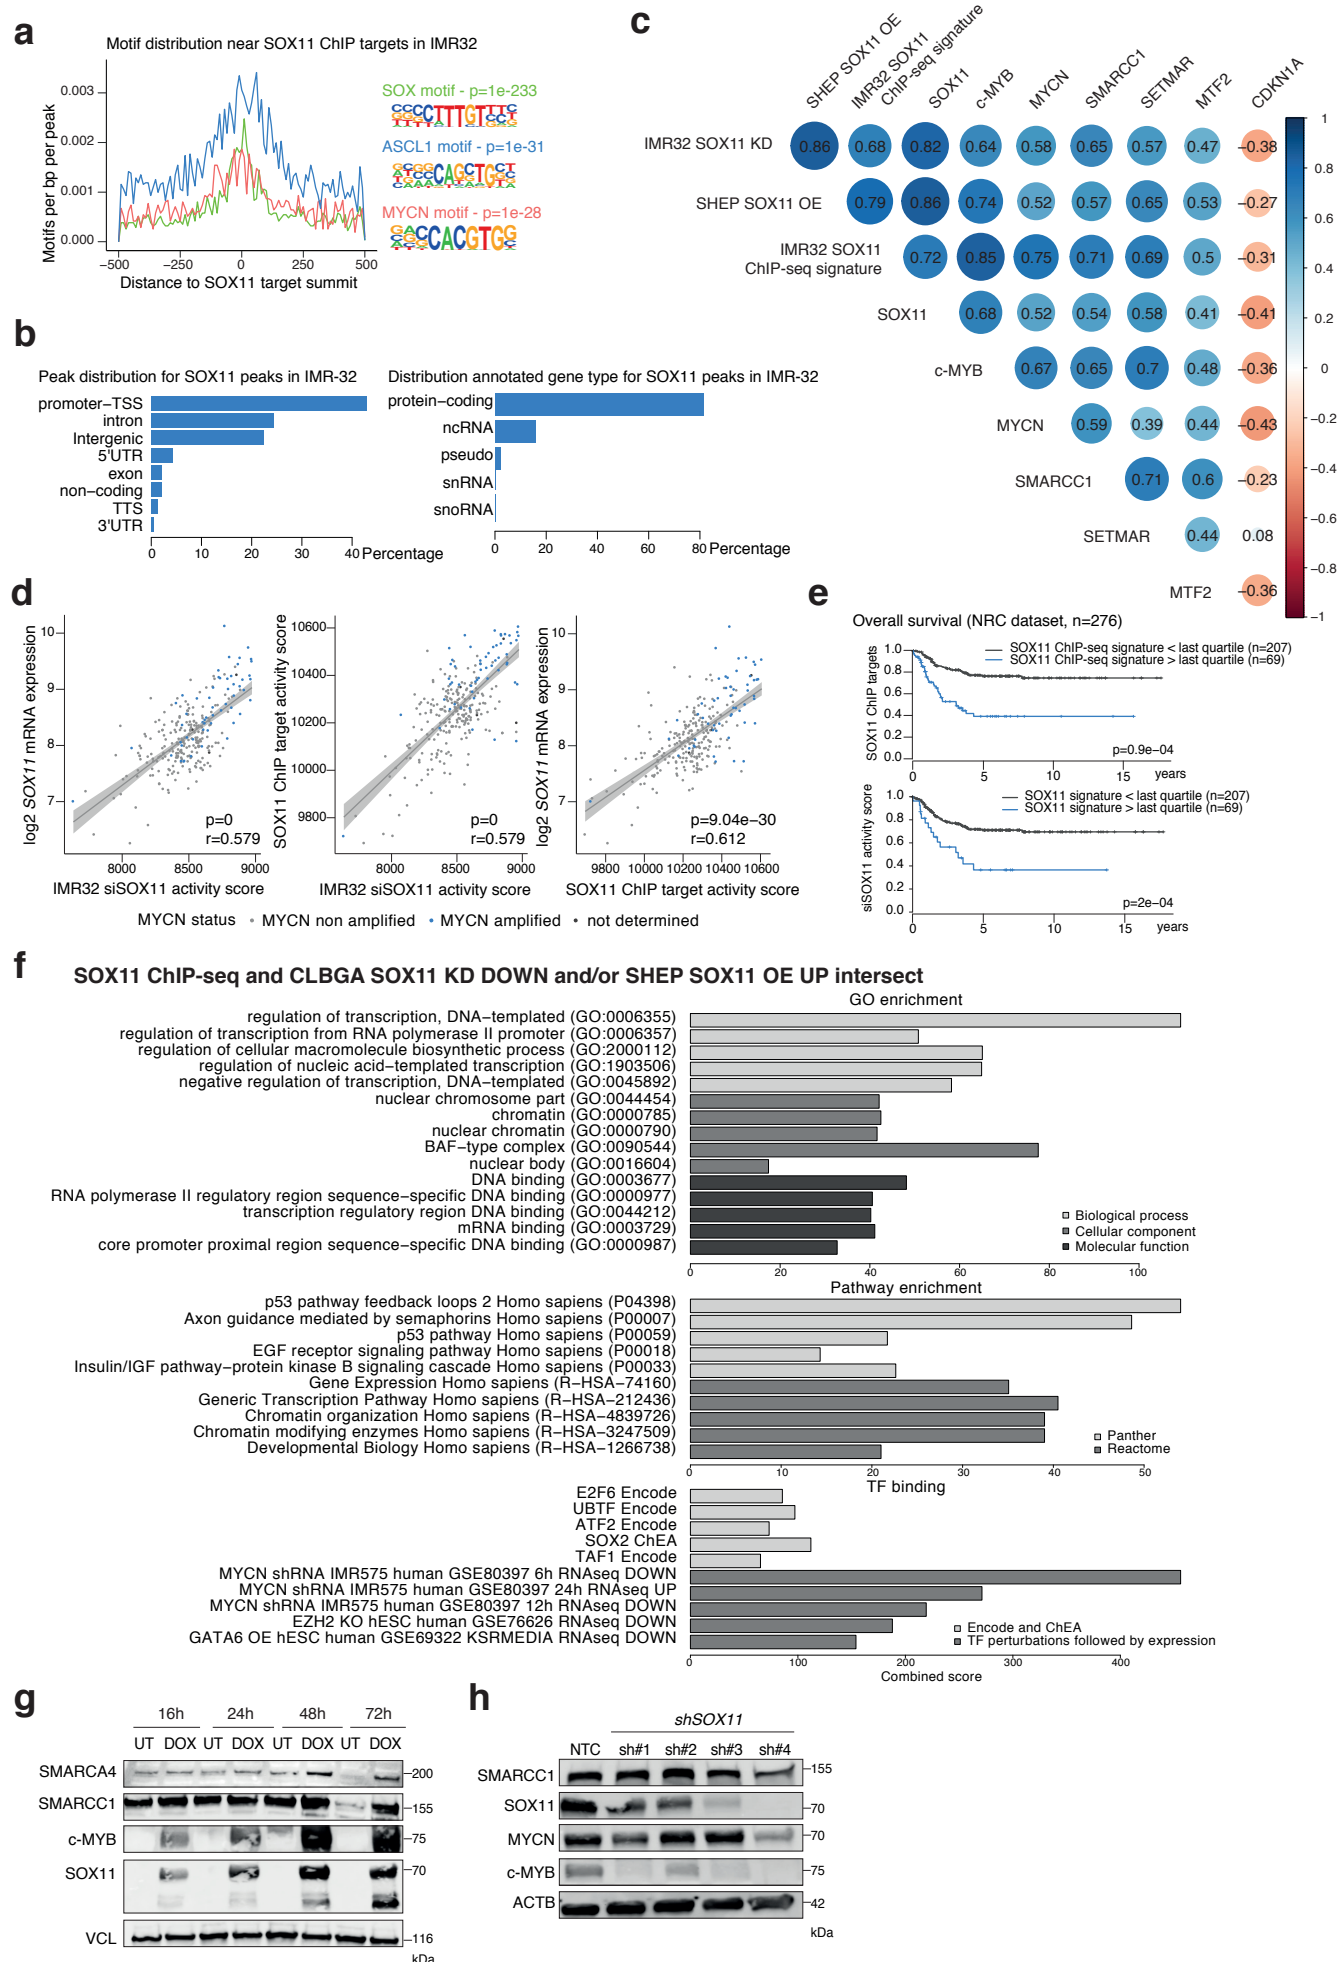 a
Motif distribution near SOX11 ChIP targets in IMR32
Motifs per bp per peak
0.003
0.002
0.001
0.000
−500 −250 0 250 500
Distance to SOX11 target summit
SOX motif - p=1e-233
ASCL1 motif - p=1e-31
MYCN motif - p=1e-28
b
Peak distribution for SOX11 peaks in IMR-32
promoter−TSS
intron
Intergenic
5'UTR
exon
non−coding
TTS
3'UTR
0 10 20 30 40 Percentage
Distribution annotated gene type for SOX11 peaks in IMR-32
protein−coding
ncRNA
pseudo
snRNA
snoRNA
0 20 40 60 80 Percentage
c
SHEP SOX11 OE
IMR32 SOX11
ChIP-seq signature
SOX11
c-MYB
MYCN
SMARCC1
SETMAR
MTF2
CDKN1A
IMR32 SOX11 KD 0.86 0.68 0.82 0.64 0.58 0.65 0.57 0.47 −0.38
SHEP SOX11 OE 0.79 0.86 0.74 0.52 0.57 0.65 0.53 −0.27
IMR32 SOX11
ChIP-seq signature 0.72 0.85 0.75 0.71 0.69 0.5 −0.31
SOX11 0.68 0.52 0.54 0.58 0.41 −0.41
c-MYB 0.67 0.65 0.7 0.48 −0.36
MYCN 0.59 0.39 0.44 −0.43
SMARCC1 0.71 0.6 −0.23
SETMAR 0.44 0.08
MTF2 −0.36
1
0.8
0.6
0.4
0.2
0
−0.2
−0.4
−0.6
−0.8
−1
d
log2 SOX11 mRNA expression
10
9
8
7
p=0
r=0.579
8000 8500 9000
IMR32 siSOX11 activity score
SOX11 ChIP target activity score
10600
10400
10200
10000
9800
p=0
r=0.579
8000 8500 9000
IMR32 siSOX11 activity score
log2 SOX11 mRNA expression
10
9
8
7
p=9.04e−30
r=0.612
9800 10000 10200 10400 10600
SOX11 ChIP target activity score
MYCN status MYCN non amplified MYCN amplified not determined
e
Overall survival (NRC dataset, n=276)
SOX11 ChIP targets
1.0
0.8
0.6
0.4
0.2
0.0
SOX11 ChIP-seq signature < last quartile (n=207)
SOX11 ChIP-seq signature > last quartile (n=69)
p=0.9e−04
0 5 10 15 years
siSOX11 activity score
1.0
0.8
0.6
0.4
0.2
0.0
SOX11 signature < last quartile (n=207)
SOX11 signature > last quartile (n=69)
p=2e−04
0 5 10 15 years
f
SOX11 ChIP-seq and CLBGA SOX11 KD DOWN and/or SHEP SOX11 OE UP intersect
GO enrichment
regulation of transcription, DNA−templated (GO:0006355)
regulation of transcription from RNA polymerase II promoter (GO:0006357)
regulation of cellular macromolecule biosynthetic process (GO:2000112)
regulation of nucleic acid−templated transcription (GO:1903506)
negative regulation of transcription, DNA−templated (GO:0045892)
nuclear chromosome part (GO:0044454)
chromatin (GO:0000785)
nuclear chromatin (GO:0000790)
BAF−type complex (GO:0090544)
nuclear body (GO:0016604)
DNA binding (GO:0003677)
RNA polymerase II regulatory region sequence−specific DNA binding (GO:0000977)
transcription regulatory region DNA binding (GO:0044212)
mRNA binding (GO:0003729)
core promoter proximal region sequence−specific DNA binding (GO:0000987)
Biological process
Cellular component
Molecular function
0 20 40 60 80 100
Pathway enrichment
p53 pathway feedback loops 2 Homo sapiens (P04398)
Axon guidance mediated by semaphorins Homo sapiens (P00007)
p53 pathway Homo sapiens (P00059)
EGF receptor signaling pathway Homo sapiens (P00018)
Insulin/IGF pathway−protein kinase B signaling cascade Homo sapiens (P00033)
Gene Expression Homo sapiens (R−HSA−74160)
Generic Transcription Pathway Homo sapiens (R−HSA−212436)
Chromatin organization Homo sapiens (R−HSA−4839726)
Chromatin modifying enzymes Homo sapiens (R−HSA−3247509)
Developmental Biology Homo sapiens (R−HSA−1266738)
Panther
Reactome
0 10 20 30 40 50
TF binding
E2F6 Encode
UBTF Encode
ATF2 Encode
SOX2 ChEA
TAF1 Encode
MYCN shRNA IMR575 human GSE80397 6h RNAseq DOWN
MYCN shRNA IMR575 human GSE80397 24h RNAseq UP
MYCN shRNA IMR575 human GSE80397 12h RNAseq DOWN
EZH2 KO hESC human GSE76626 RNAseq DOWN
GATA6 OE hESC human GSE69322 KSRMEDIA RNAseq DOWN
Encode and ChEA
TF perturbations followed by expression
0 100 200 300 400
Combined score
g
16h 24h 48h 72h
UT DOX UT DOX UT DOX UT DOX
SMARCA4 200
SMARCC1 155
c-MYB 75
SOX11 70
VCL 116
kDa
h
shSOX11
NTC sh#1 sh#2 sh#3 sh#4
SMARCC1 155
SOX11 70
MYCN 70
c-MYB 75
ACTB 42
kDa